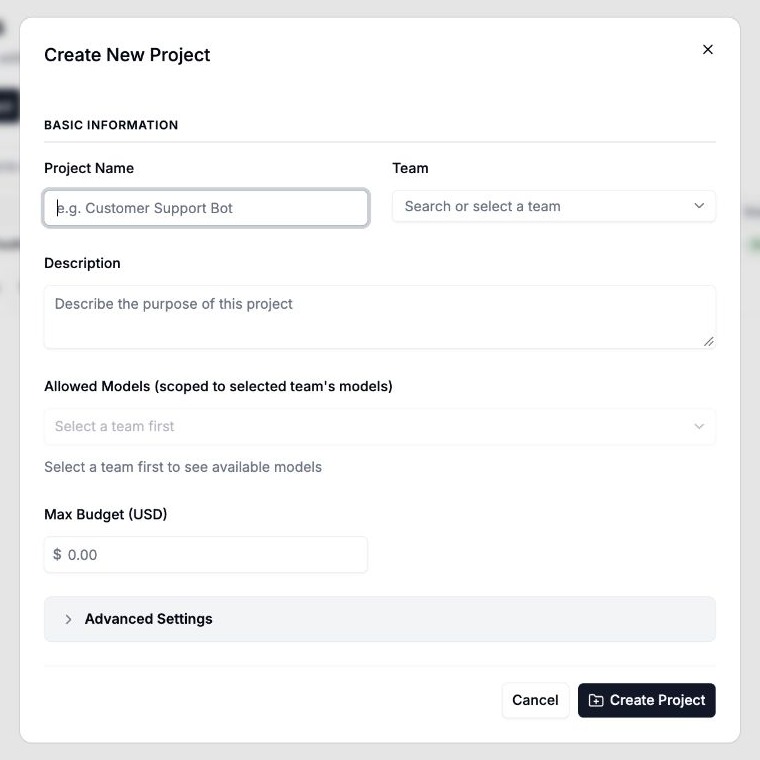 Create New Project
BASIC INFORMATION
Project Name
Team
e.g. Customer Support Bot
Search or select a team
Description
Describe the purpose of this project
Allowed Models (scoped to selected team's models)
Select a team first
Select a team first to see available models
Max Budget (USD)
$ 0.00
Advanced Settings
Cancel
Create Project